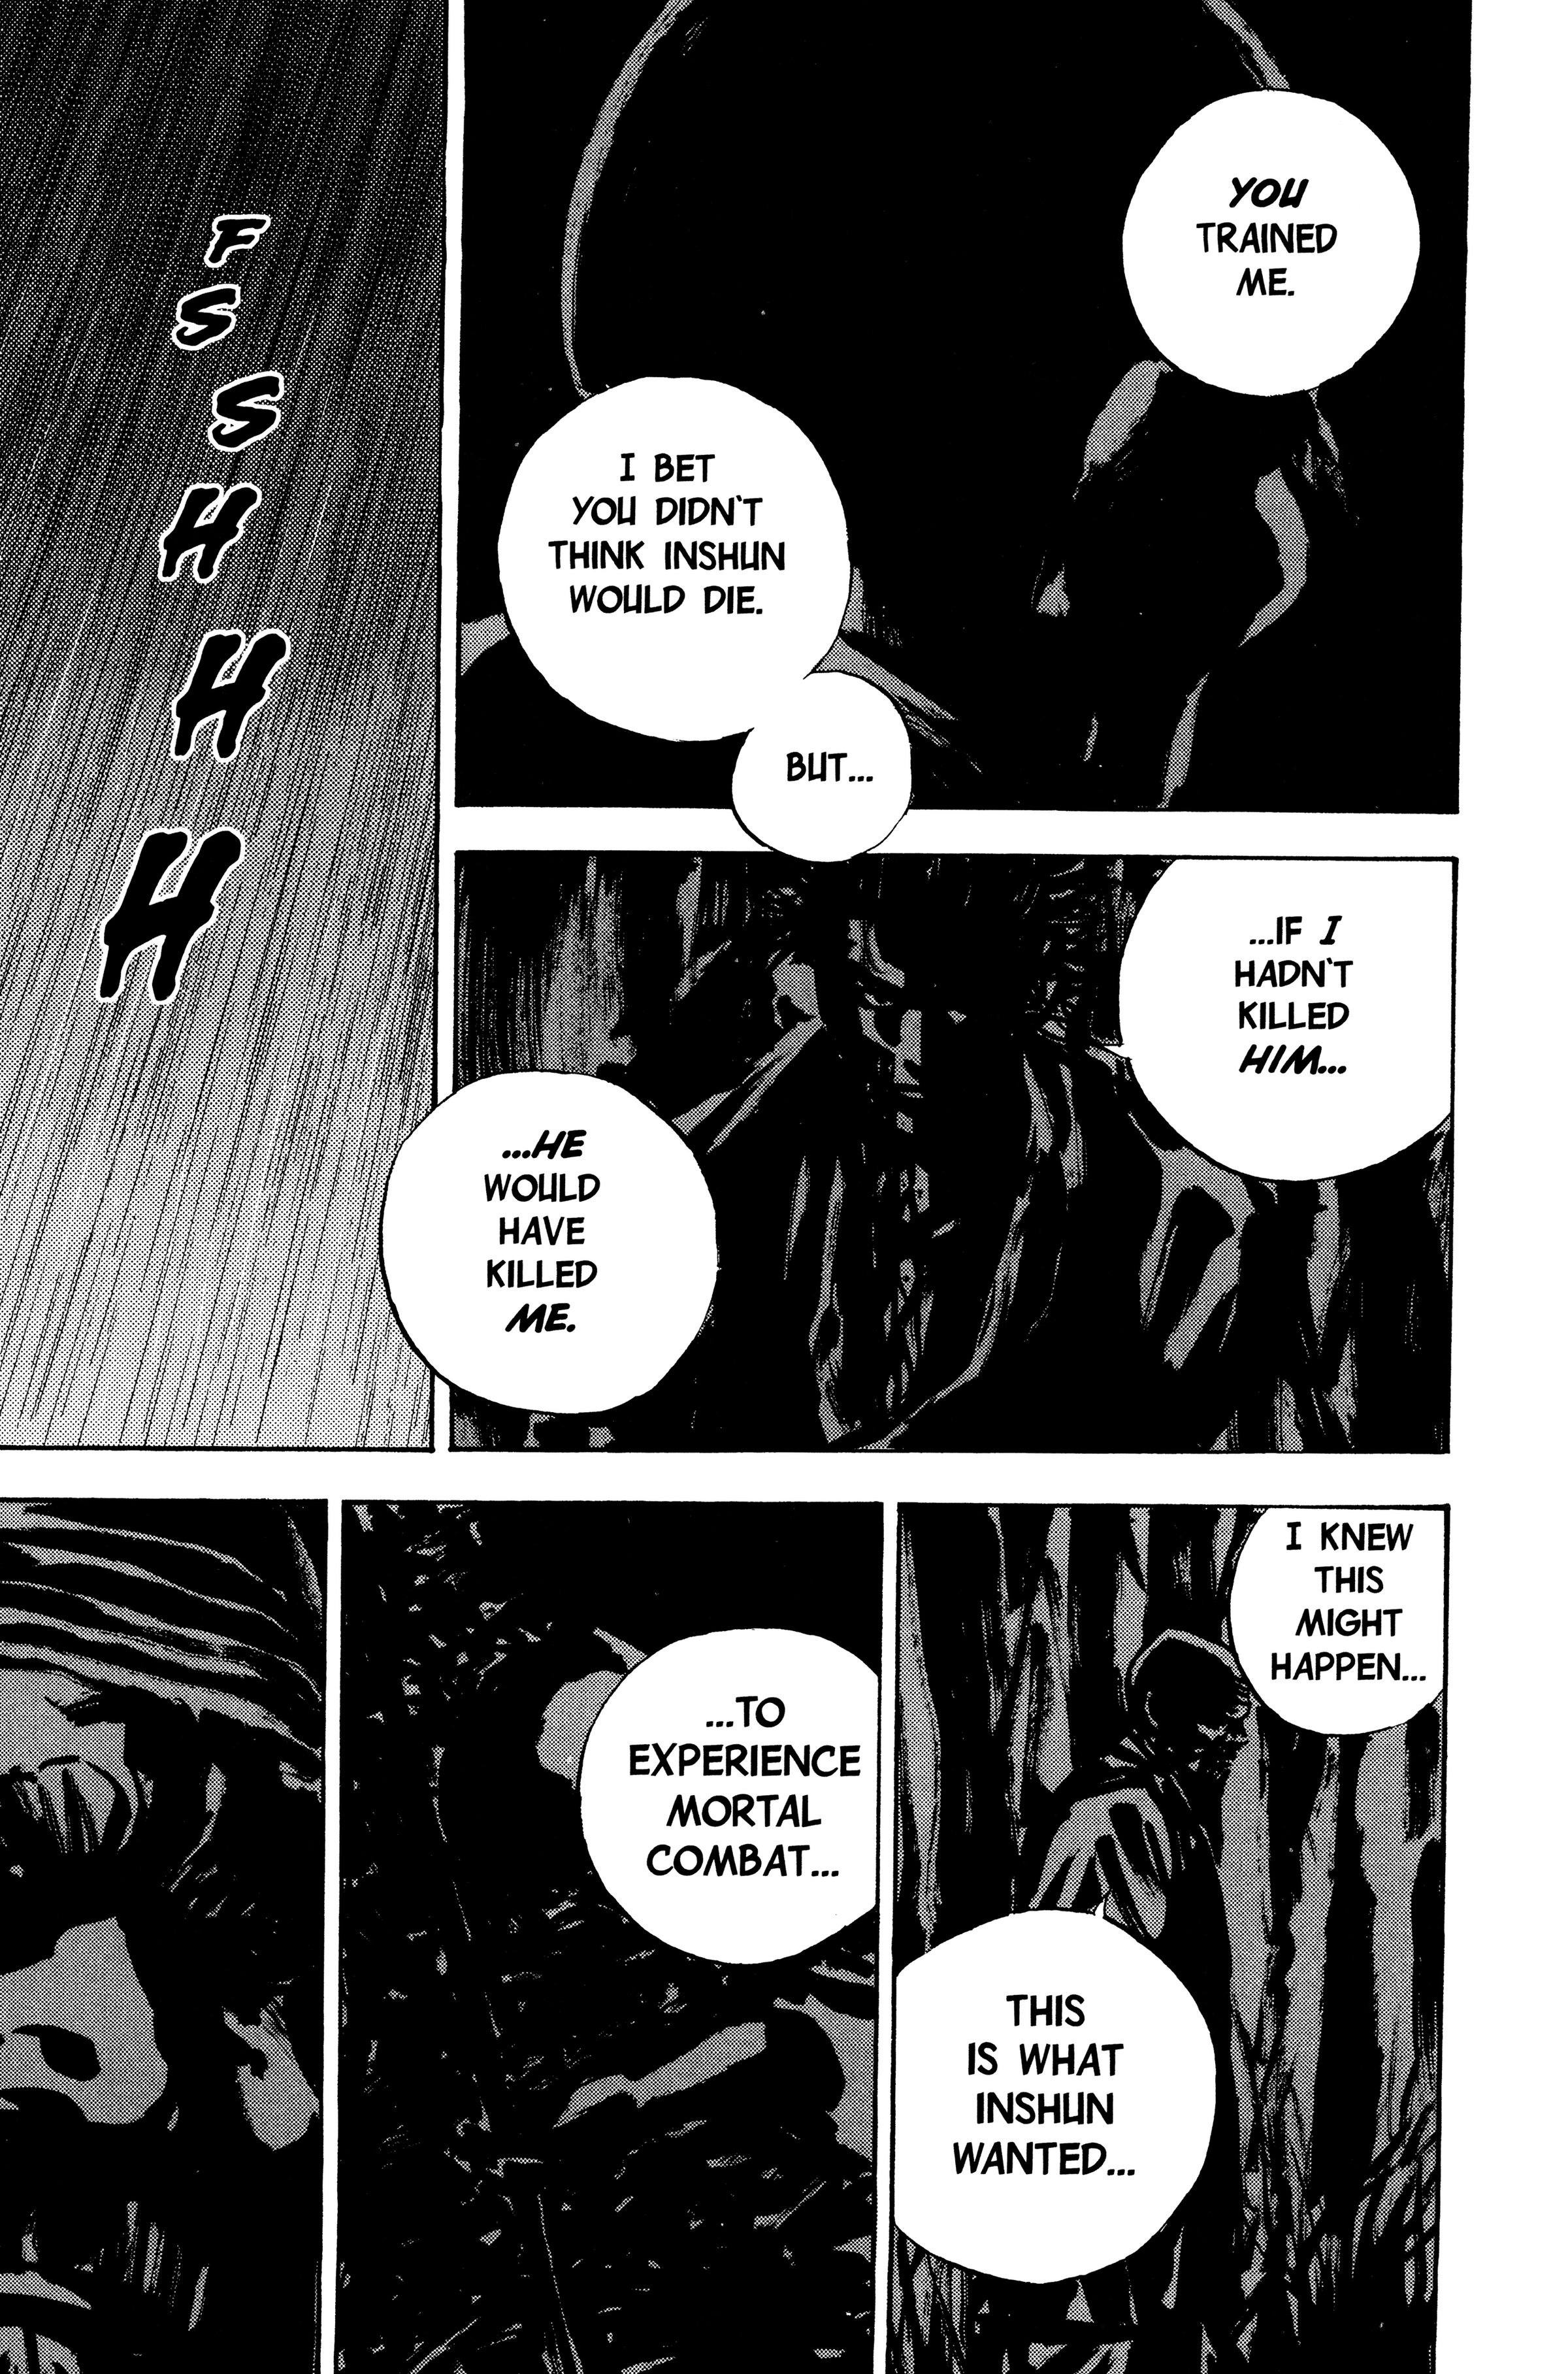 YOU
TRAINED
ME.
I BET
YOU DIDN'T
THINK INSHUN
WOULD DIE.
BUT...
...IF I
HADN'T
KILLED
HIM...
...HE
WOULD
HAVE
KILLED
ME.
FSSHHH
I KNEW
THIS
MIGHT
HAPPEN...
THIS
IS WHAT
INSHUN
WANTED...
...TO
EXPERIENCE
MORTAL
COMBAT...